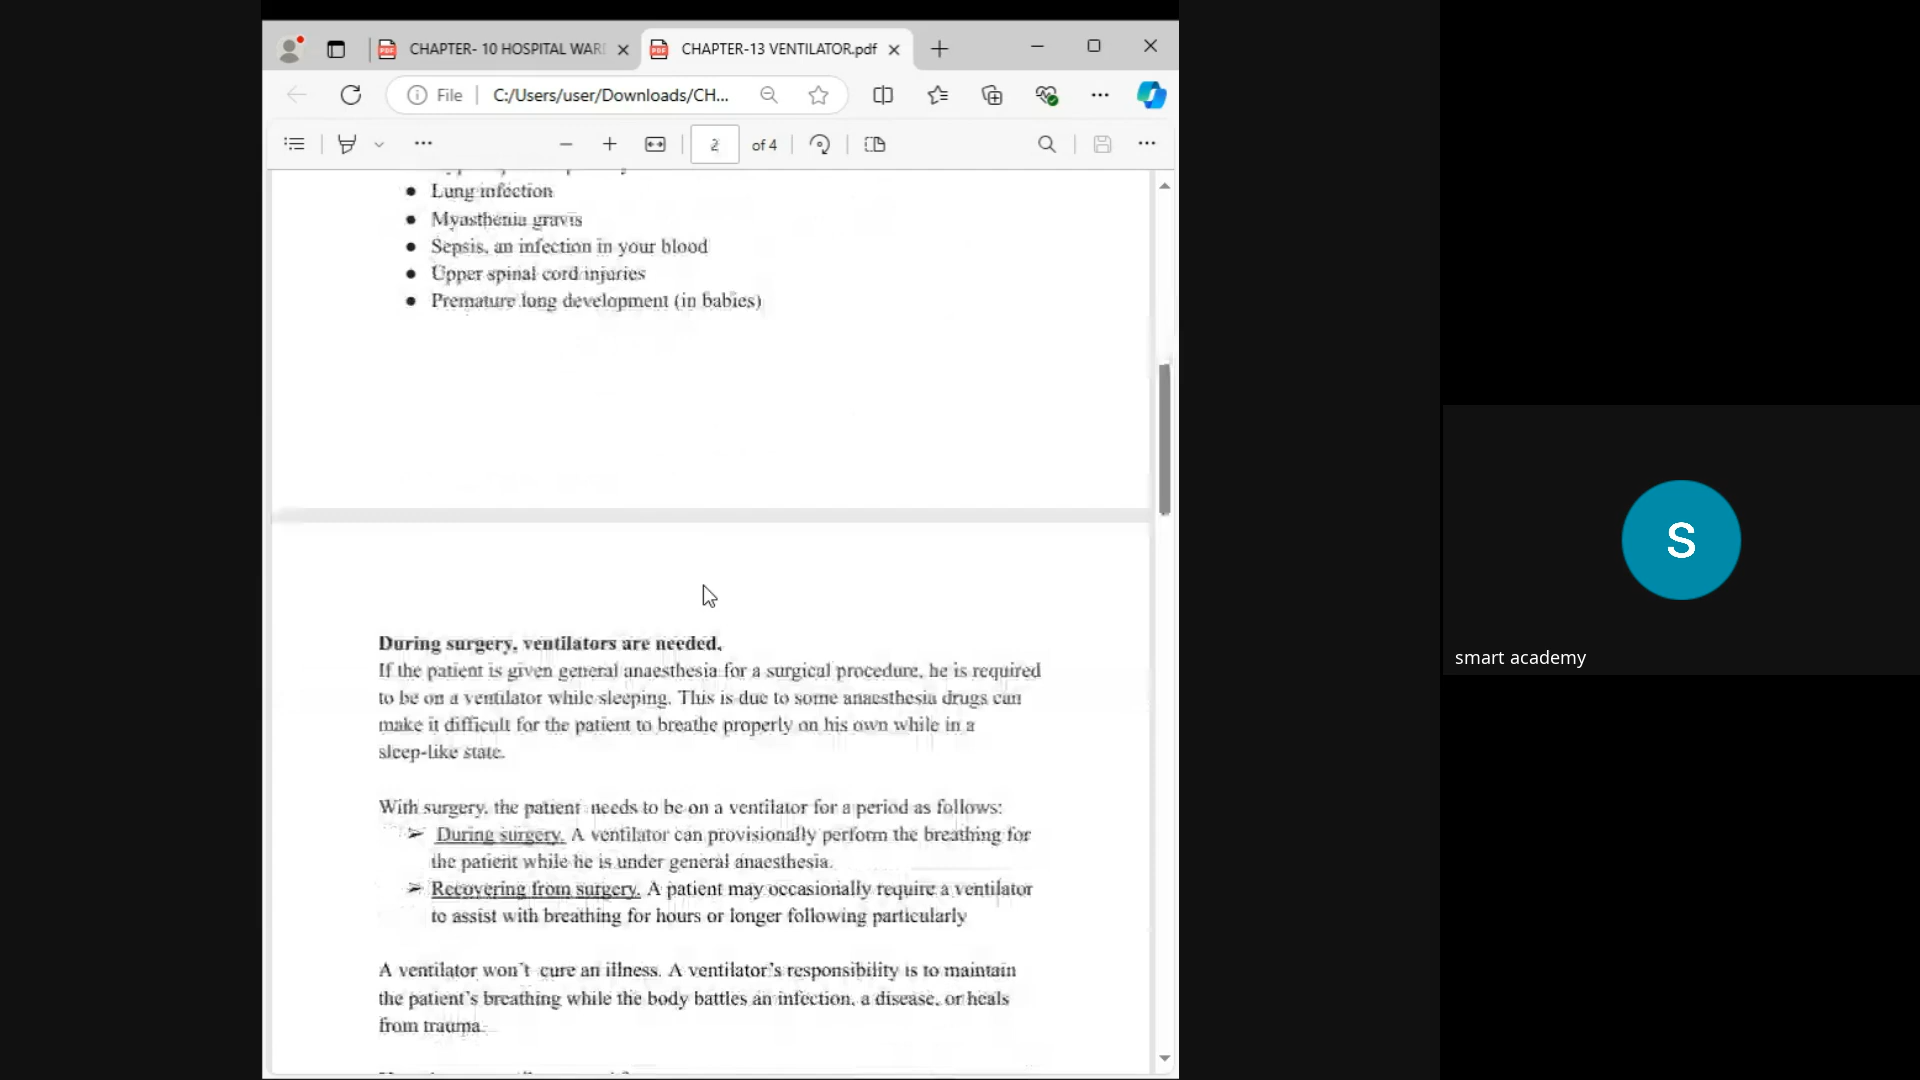 CHAPTER- 10 HOSPITAL WAR
CHAPTER-13 VENTILATOR.pdf
File
C:/Users/user/Downloads/CH...
2 of 4
● Lung infection
● Myasthenia gravis
● Sepsis, an infection in your blood
● Upper spinal cord injuries
● Premature long development (in babies)
During surgery, ventilators are needed.
If the patient is given general anaesthesia for a surgical procedure, he is required
to be on a ventilator while sleeping. This is due to some anaesthesia drugs can
make it difficult for the patient to breathe properly on his own while in a
sleep-like state.
With surgery, the patient needs to be on a ventilator for a period as follows:
➢ During surgery. A ventilator can provisionally perform the breathing for
the patient while he is under general anaesthesia.
➢ Recovering from surgery. A patient may occasionally require a ventilator
to assist with breathing for hours or longer following particularly
A ventilator won't cure an illness. A ventilator's responsibility is to maintain
the patient's breathing while the body battles an infection, a disease, or heals
from trauma.
S
smart academy